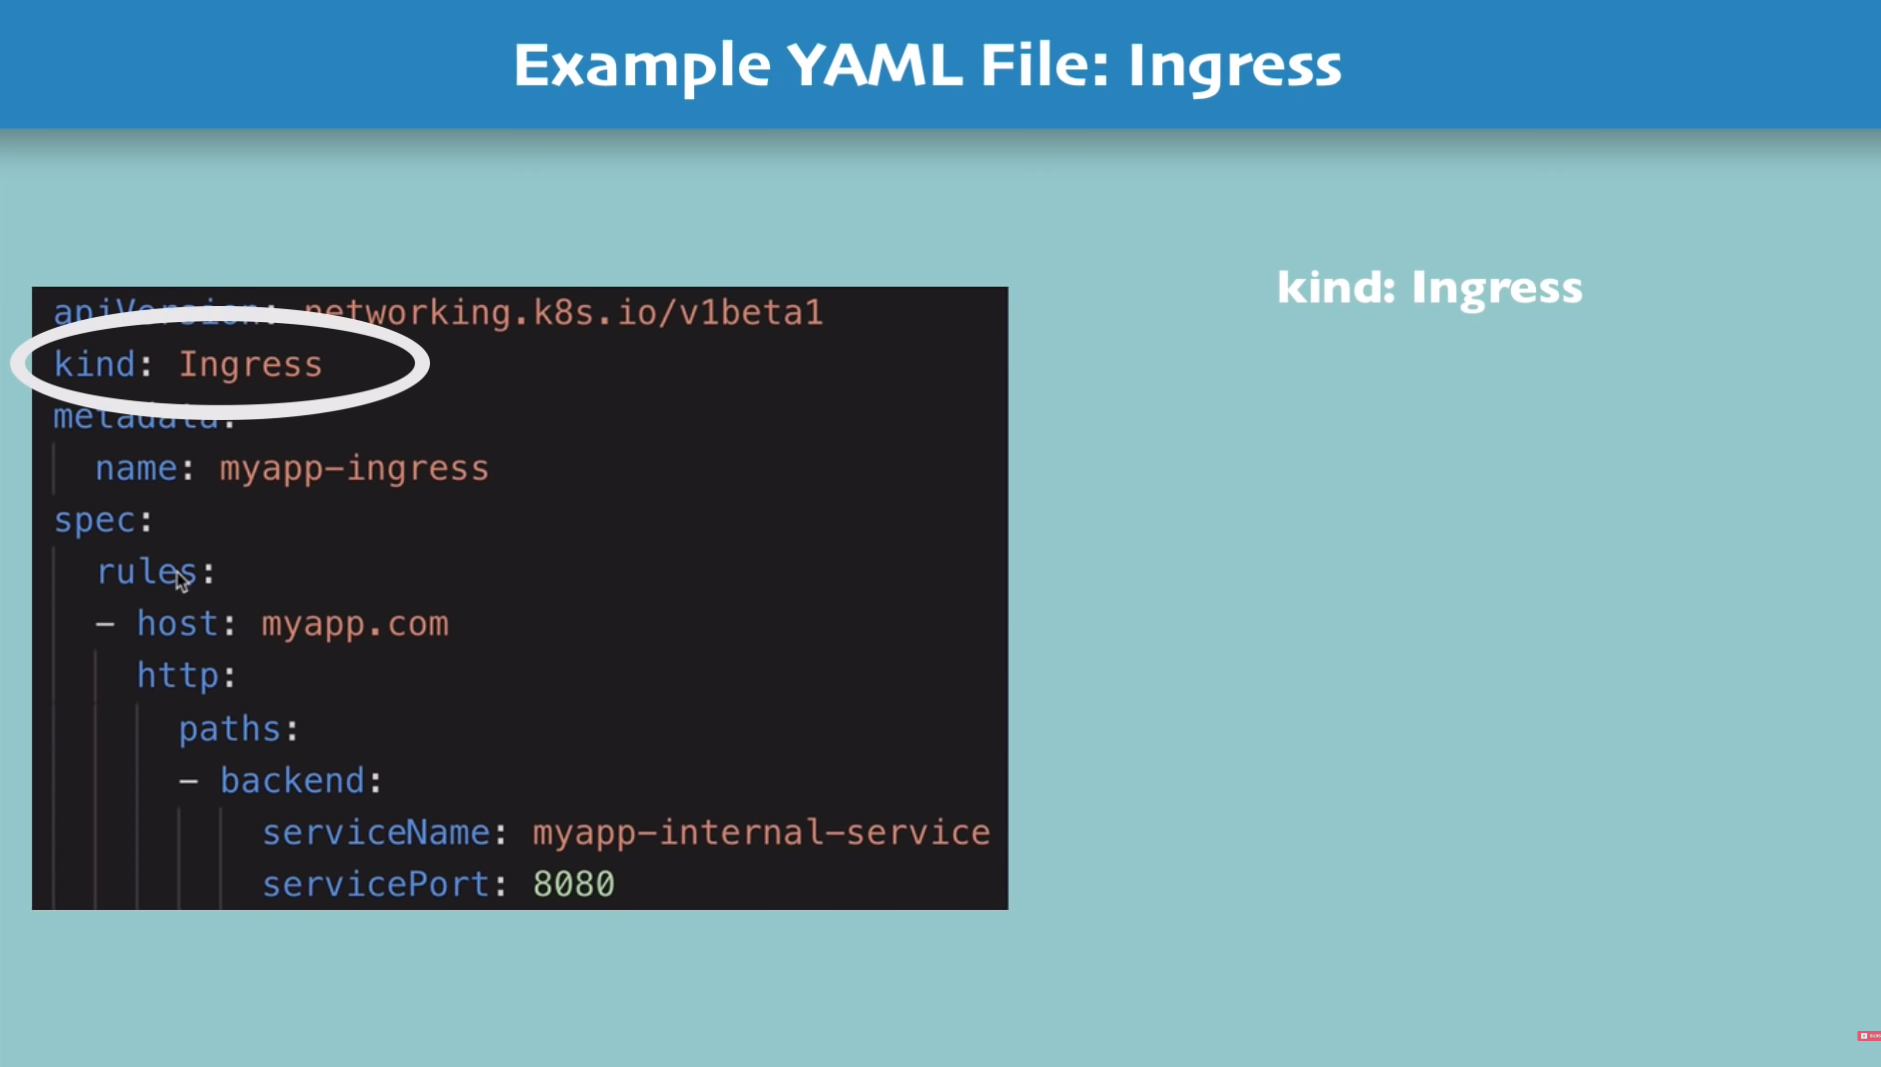 Example YAML File: Ingress
kind: Ingress
apiVersion: networking.k8s.io/v1beta1
kind: Ingress
metadata:
name: myapp-ingress
spec:
rules:
- host: myapp.com
http:
paths:
- backend:
serviceName: myapp-internal-service
servicePort: 8080